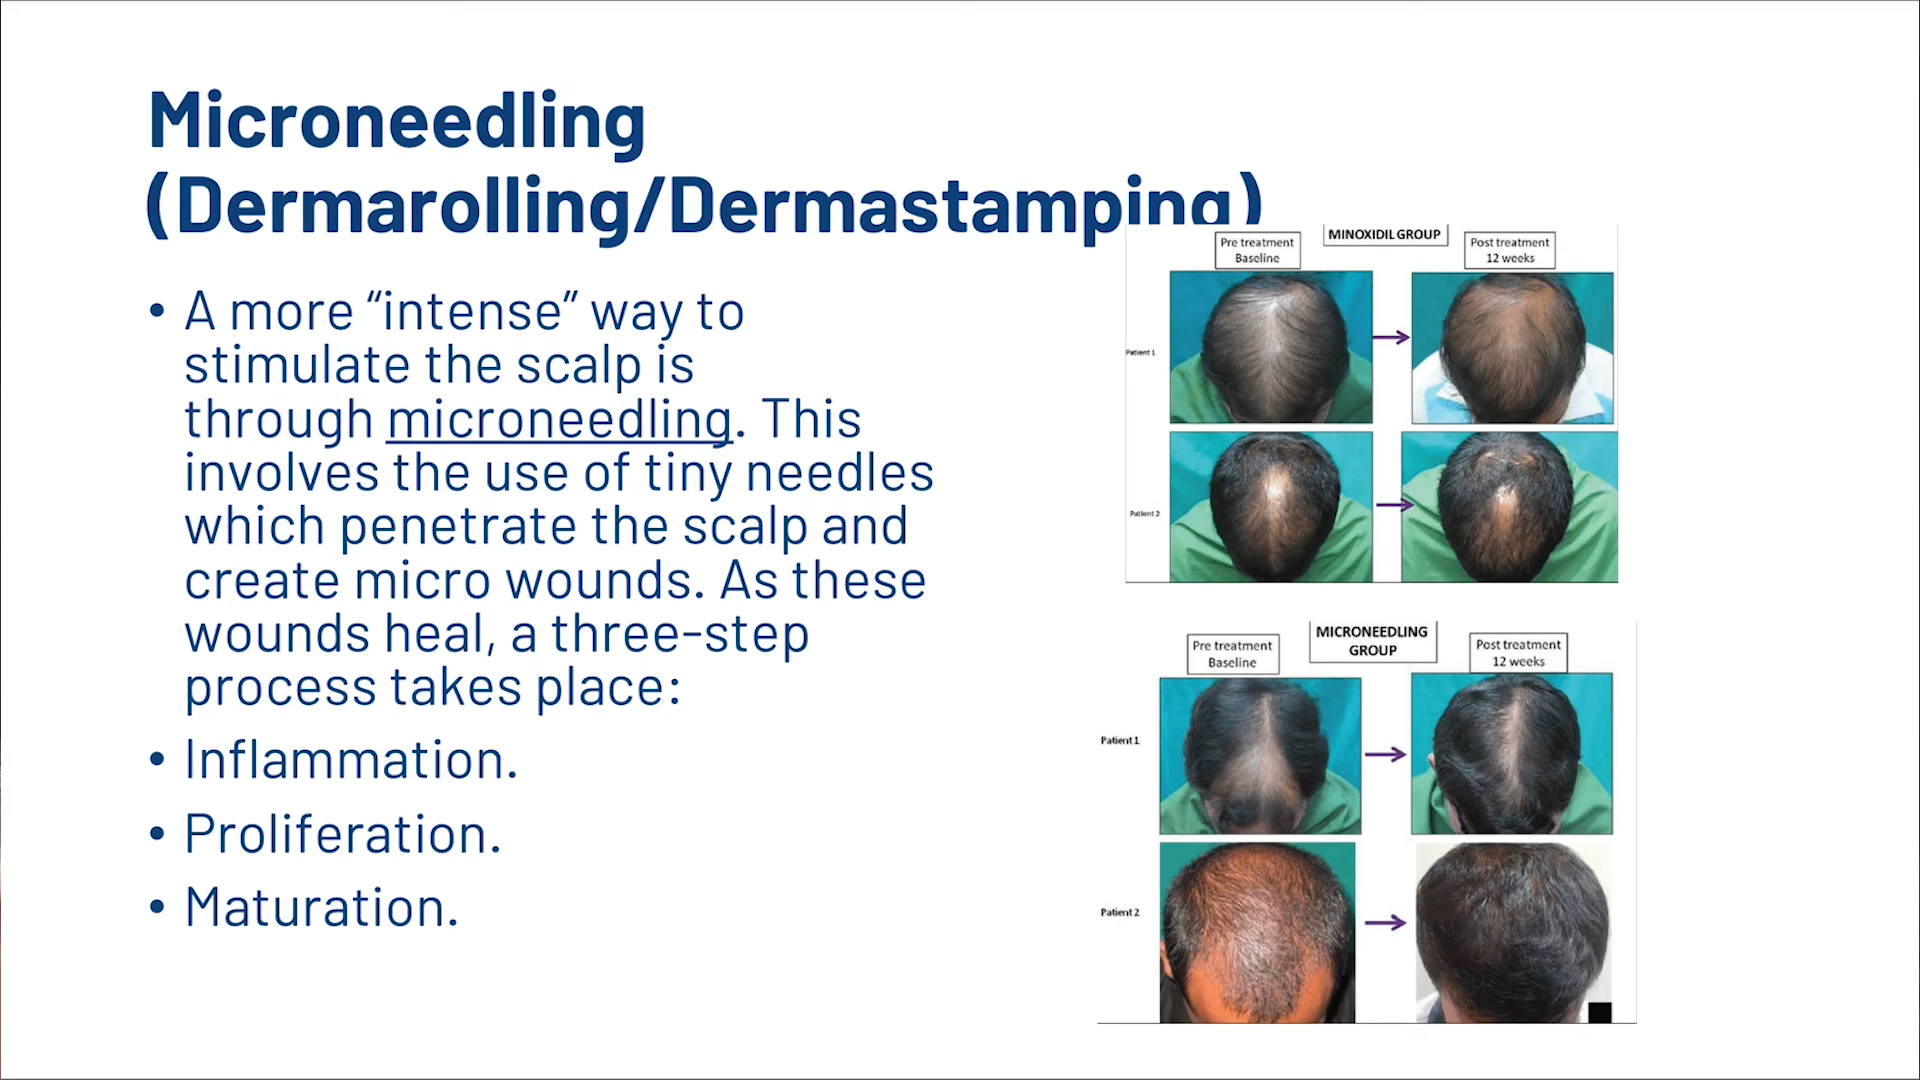 Microneedling
(Dermarolling/Dermastamping)
• A more “intense” way to
stimulate the scalp is
through microneedling. This
involves the use of tiny needles
which penetrate the scalp and
create micro wounds. As these
wounds heal, a three-step
process takes place:
• Inflammation.
• Proliferation.
• Maturation.
MINOXIDIL GROUP
Pre treatment
Baseline
Post treatment
12 weeks
Patient 1
Patient 2
MICRONEEDLING
GROUP
Pre treatment
Baseline
Post treatment
12 weeks
Patient 1
Patient 2